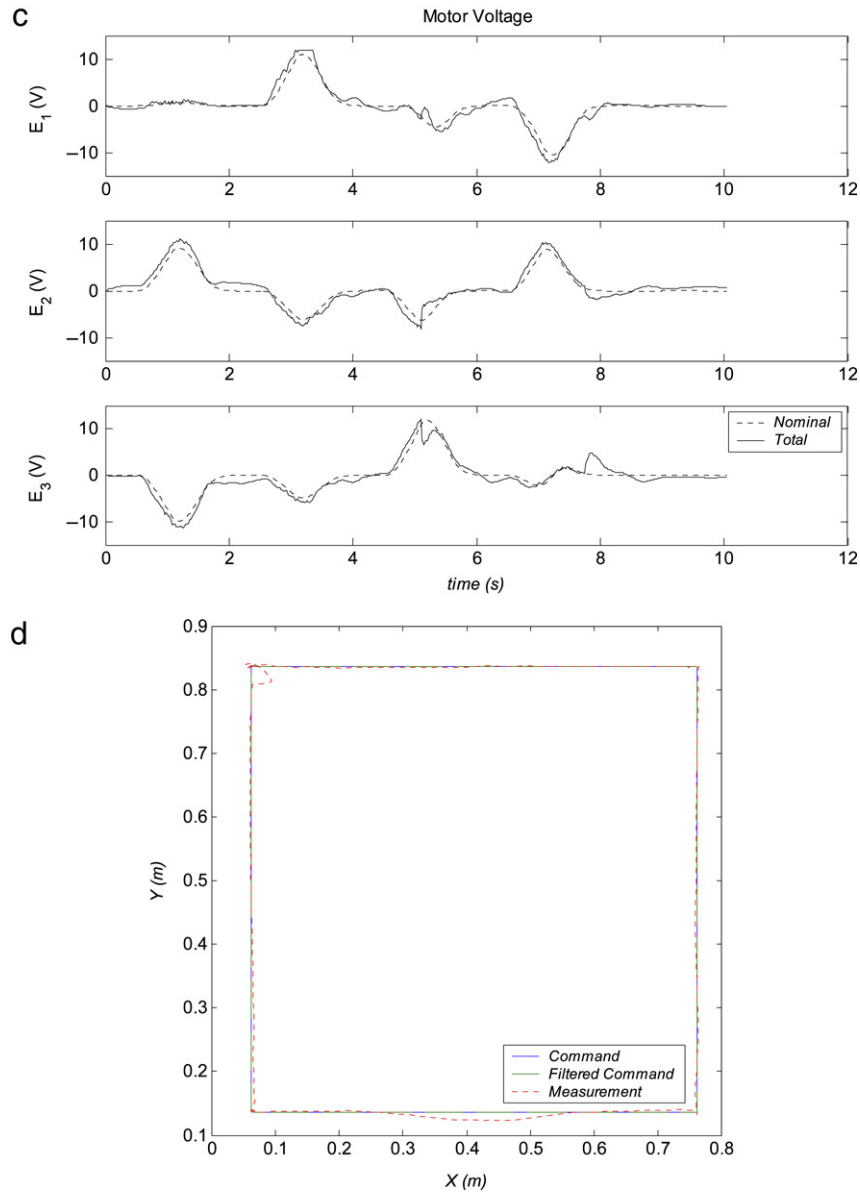 c
Motor Voltage
E1 (V)
10
0
–10
0 2 4 6 8 10 12
E2 (V)
10
0
–10
0 2 4 6 8 10 12
E3 (V)
10
0
–10
Nominal
Total
0 2 4 6 8 10 12
time (s)
d
Y (m)
0.9
0.8
0.7
0.6
0.5
0.4
0.3
0.2
0.1
Command
Filtered Command
Measurement
0 0.1 0.2 0.3 0.4 0.5 0.6 0.7 0.8
X (m)